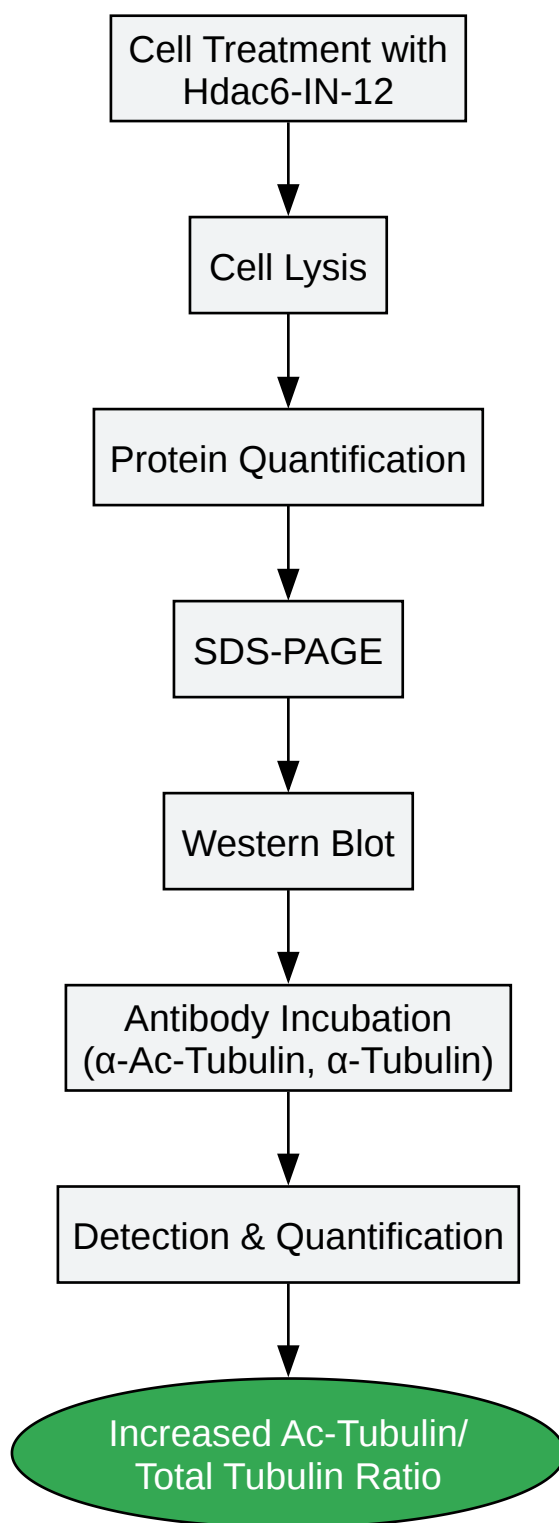 Cell Treatment with
Hdac6-IN-12
Cell Lysis
Protein Quantification
SDS-PAGE
Western Blot
Antibody Incubation
(α-Ac-Tubulin, α-Tubulin)
Detection & Quantification
Increased Ac-Tubulin/
Total Tubulin Ratio